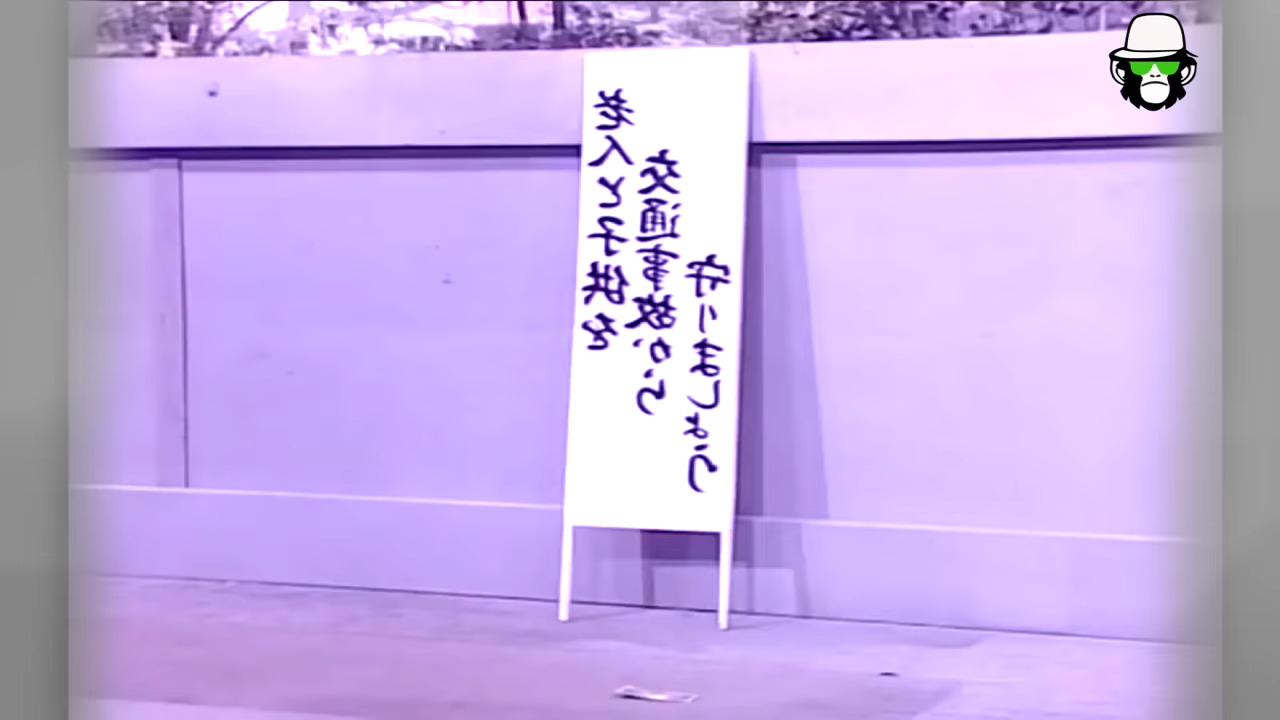 老人と子供を
交通事故から
守りましょう